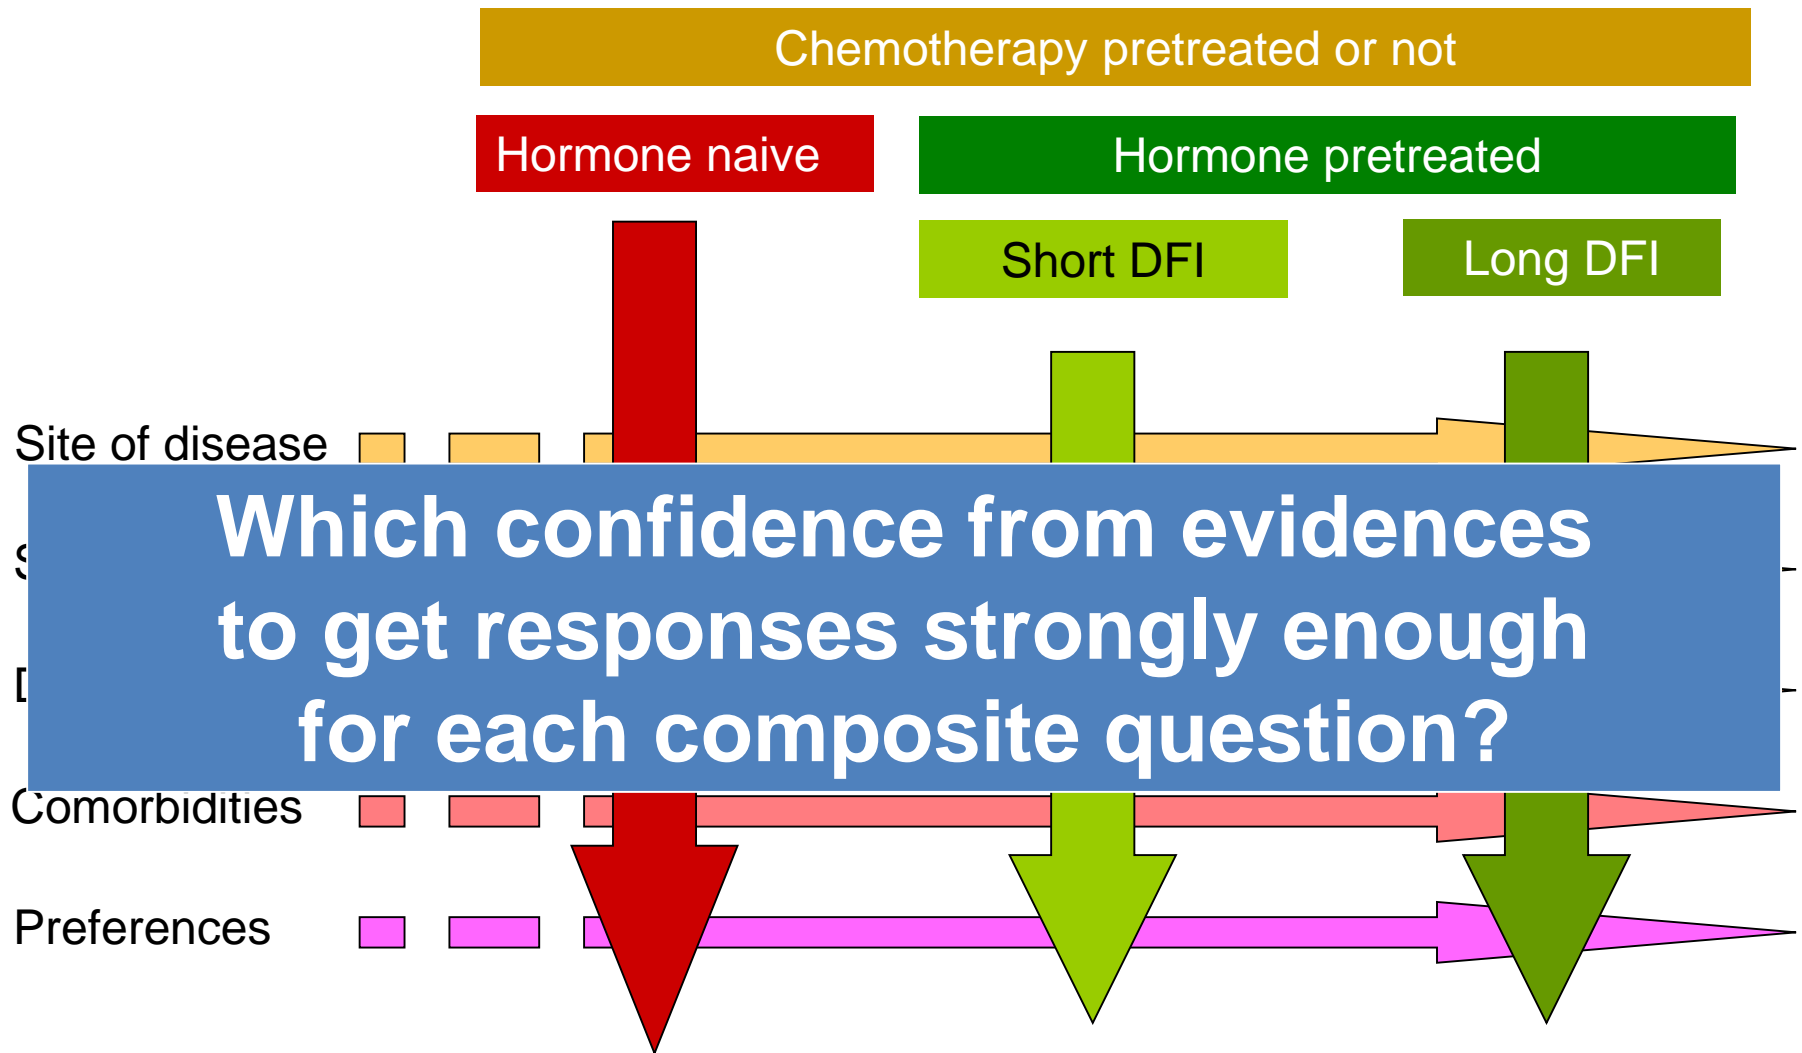 Chemotherapy pretreated or not
Hormone naive
Hormone pretreated
Short DFI
Long DFI
Site of disease
Which confidence from evidences
to get responses strongly enough
for each composite question?
Comorbidities
Preferences